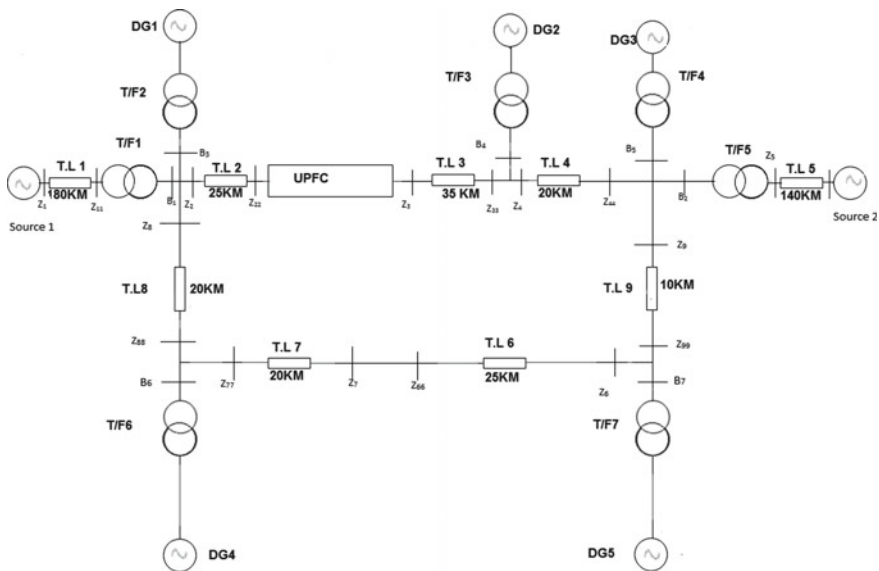 DG1
DG2
DG3
T/F2
T/F3
T/F4
T/F1
B3
B4
B5
T/F5
T.L 1
T.L 2
UPFC
T.L 3
T.L 4
Z5
T.L 5
180KM
25KM
35 KM
20KM
140KM
Z1
Z11
B1
Z2
Z22
Z3
Z33
Z4
Z44
B2
Source 1
Source 2
Z8
Z9
T.L8
20KM
T.L 9
10KM
Z88
T.L 7
T.L 6
Z99
20KM
25KM
B6
Z77
Z7
Z66
Z6
B7
T/F6
T/F7
DG4
DG5